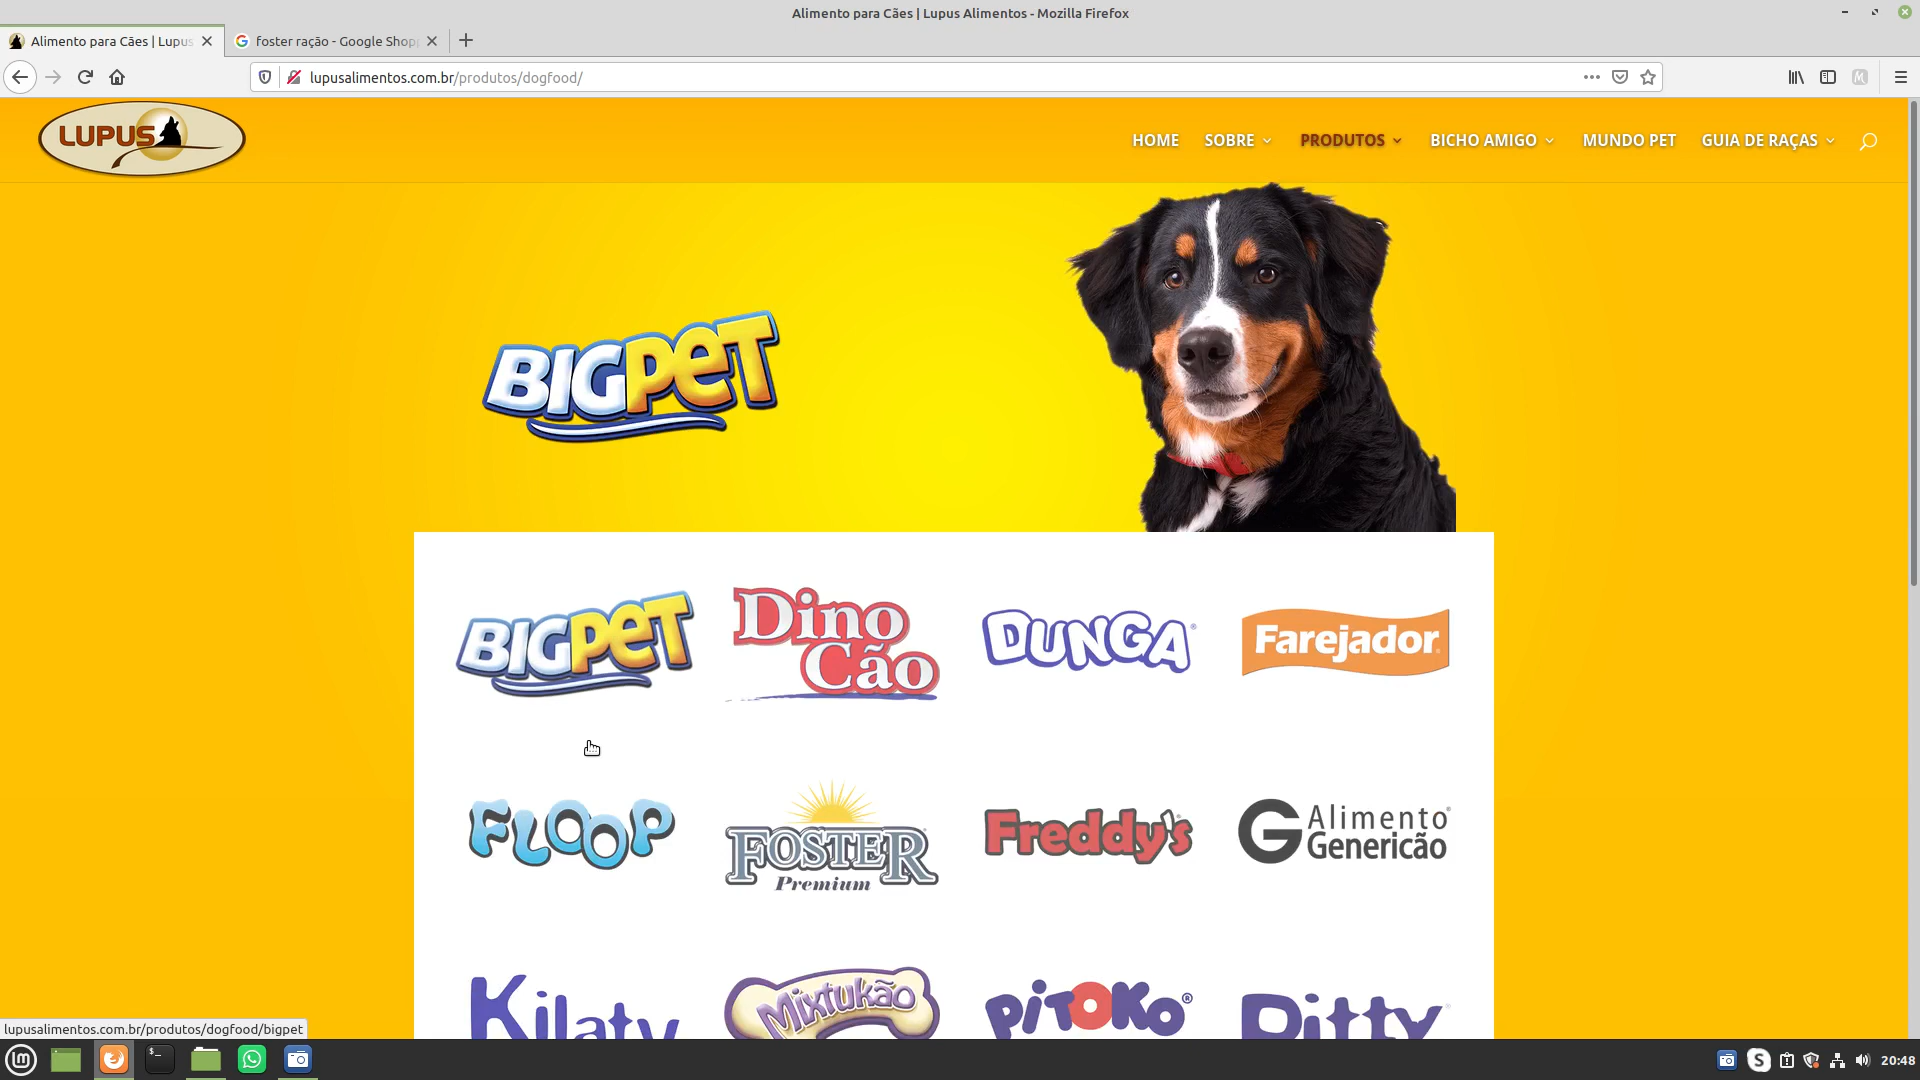 Alimento para Cães | Lupus Alimentos - Mozilla Firefox
Alimento para Cães | Lupus
foster ração - Google Shop
lupusalimentos.com.br/produtos/dogfood/
LUPUS
HOME
SOBRE
PRODUTOS
BICHO AMIGO
MUNDO PET
GUIA DE RAÇAS
BIGPET
BIGPET
Dino
Cão
DUNGA®
Farejador
FLOOP
FOSTER
Premium
Freddy's
G Alimento®
Genericão
Kilaty
Mixtukão
PiTOKo®
Pitty
lupusalimentos.com.br/produtos/dogfood/bigpet
20:48